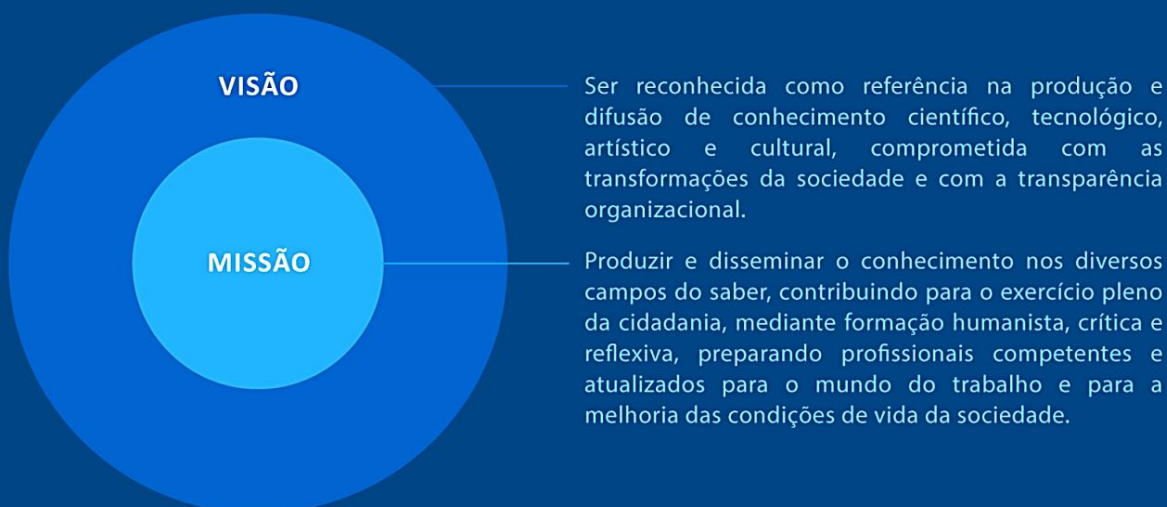 VISÃO
Ser reconhecida como referência na produção e
difusão de conhecimento científico, tecnológico,
artístico e cultural, comprometida com as
transformações da sociedade e com a transparência
organizacional.
MISSÃO
Produzir e disseminar o conhecimento nos diversos
campos do saber, contribuindo para o exercício pleno
da cidadania, mediante formação humanista, crítica e
reflexiva, preparando profissionais competentes e
atualizados para o mundo do trabalho e para a
melhoria das condições de vida da sociedade.